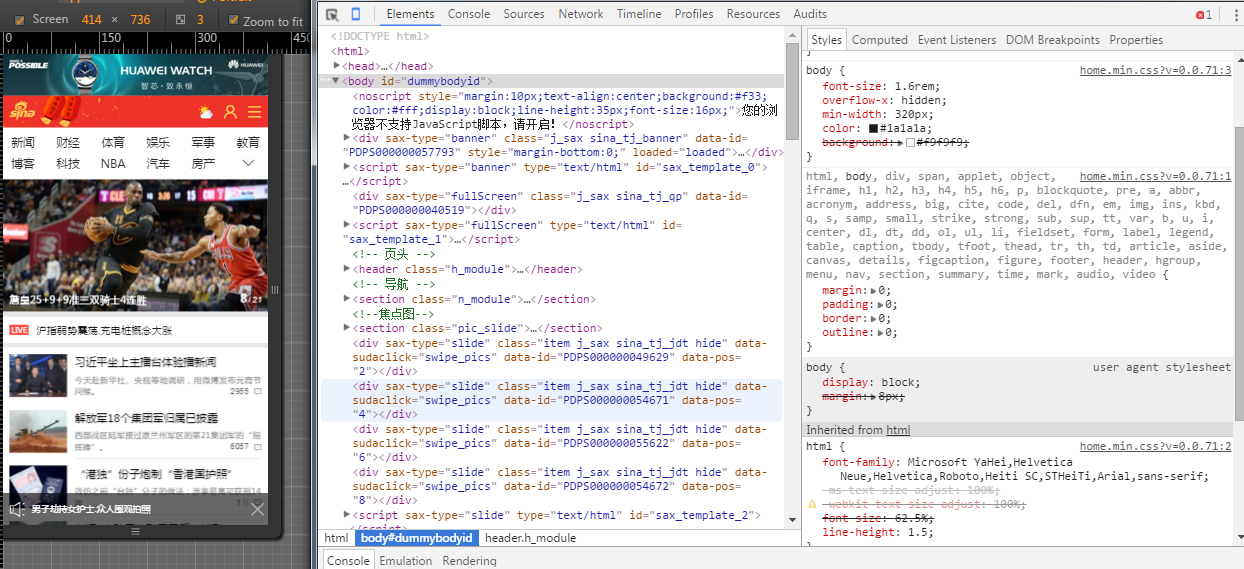 Screen 414 × 736 3 Zoom to fit
0 150 300 450
POSSIBLE
HUAWEI WATCH
HUAWEI
智芯·致永恒
sina
新闻 财经 体育 娱乐 军事 教育
博客 科技 NBA 汽车 房产
詹皇25+9+9准三双骑士4连胜 8 / 21
LIVE 沪指弱势震荡.充电桩概念大涨
习近平坐上主播台体验播新闻
今天赴新华社、央视等地调研，用微博发布元宵节
问候。 2955
解放军18个集团军归属已披露
西部战区陆军接过原兰州军区的第21集团军的“招
挥棒”。 6057
“港独”份子炮制“香港国护照”
男子劫持女护士:众人围观拍照
Elements Console Sources Network Timeline Profiles Resources Audits 1
<!DOCTYPE html>
<html>
<head>…</head>
…<body id="dummybodyid">
<noscript style="margin:10px;text-align:center;background:#f33;
color:#fff;display:block;line-height:35px;font-size:16px;">您的浏
览器不支持JavaScript脚本，请开启！</noscript>
<div sax-type="banner" class="j_sax sina_tj_banner" data-id=
"PDPS000000057793" style="margin-bottom:0;" loaded="loaded">…</div>
<script sax-type="banner" type="text/html" id="sax_template_0">
…</script>
<div sax-type="fullScreen" class="j_sax sina_tj_qp" data-id=
"PDPS000000040519"></div>
<script sax-type="fullScreen" type="text/html" id=
"sax_template_1">…</script>
<!-- 页头 -->
<header class="h_module">…</header>
<!-- 导航 -->
<section class="n_module">…</section>
<!--焦点图-->
<section class="pic_slide">…</section>
<div sax-type="slide" class="item j_sax sina_tj_jdt hide" data-
sudaclick="swipe_pics" data-id="PDPS000000049629" data-pos=
"2"></div>
<div sax-type="slide" class="item j_sax sina_tj_jdt hide" data-
sudaclick="swipe_pics" data-id="PDPS000000054671" data-pos=
"4"></div>
<div sax-type="slide" class="item j_sax sina_tj_jdt hide" data-
sudaclick="swipe_pics" data-id="PDPS000000055622" data-pos=
"6"></div>
<div sax-type="slide" class="item j_sax sina_tj_jdt hide" data-
sudaclick="swipe_pics" data-id="PDPS000000054672" data-pos=
"8"></div>
<script sax-type="slide" type="text/html" id="sax_template_2">
html body#dummybodyid header.h_module
Console Emulation Rendering
Styles Computed Event Listeners DOM Breakpoints Properties
}
body { home.min.css?v=0.0.71:3
font-size: 1.6rem;
overflow-x: hidden;
min-width: 320px;
color: #1a1a1a;
background: #f9f9f9;
}
html, body, div, span, applet, object, home.min.css?v=0.0.71:1
iframe, h1, h2, h3, h4, h5, h6, p, blockquote, pre, a, abbr,
acronym, address, big, cite, code, del, dfn, em, img, ins, kbd,
q, s, samp, small, strike, strong, sub, sup, tt, var, b, u, i,
center, dl, dt, dd, ol, ul, li, fieldset, form, label, legend,
table, caption, tbody, tfoot, thead, tr, th, td, article, aside,
canvas, details, figcaption, figure, footer, header, hgroup,
menu, nav, section, summary, time, mark, audio, video {
margin: 0;
padding: 0;
border: 0;
outline: 0;
}
body { user agent stylesheet
display: block;
margin: 8px;
}
Inherited from html
html { home.min.css?v=0.0.71:2
font-family: Microsoft YaHei,Helvetica
Neue,Helvetica,Roboto,Heiti SC,STHeiTi,Arial,sans-serif;
-ms-text-size-adjust: 100%;
-webkit-text-size-adjust: 100%;
font-size: 62.5%;
line-height: 1.5;
}